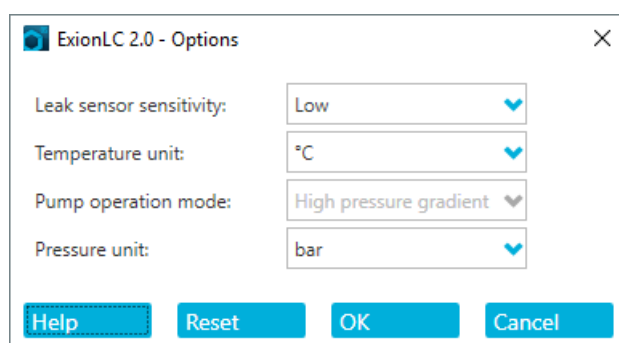 ExionLC 2.0 - Options
Leak sensor sensitivity: Low
Temperature unit: °C
Pump operation mode: High pressure gradient
Pressure unit: bar
Help Reset OK Cancel